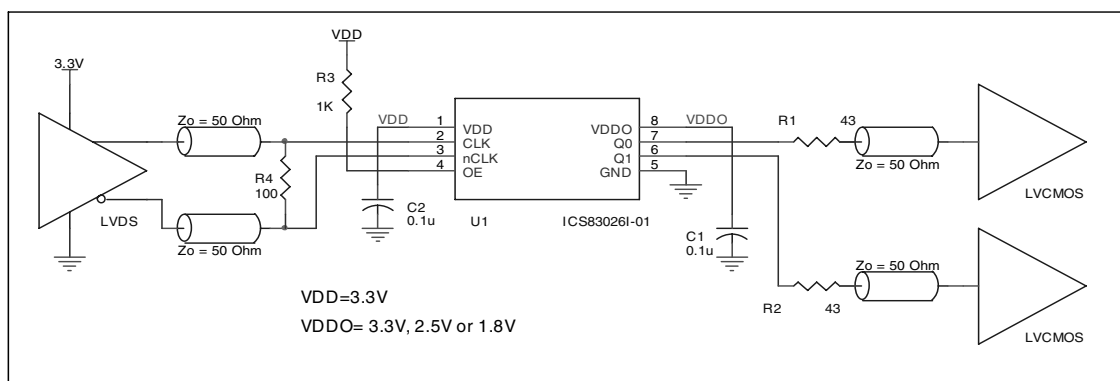 VDD
3.3V
R3
1K
Zo = 50 Ohm
R4
100
Zo = 50 Ohm
LVDS
VDD
C2
0.1u
1
2
3
4
VDD
CLK
nCLK
OE
VDDO
Q0
Q1
GND
8
7
6
5
U1
ICS83026I-01
VDDO
C1
0.1u
R1
43
Zo = 50 Ohm
LVCMOS
R2
43
Zo = 50 Ohm
LVCMOS
VDD=3.3V
VDDO= 3.3V, 2.5V or 1.8V